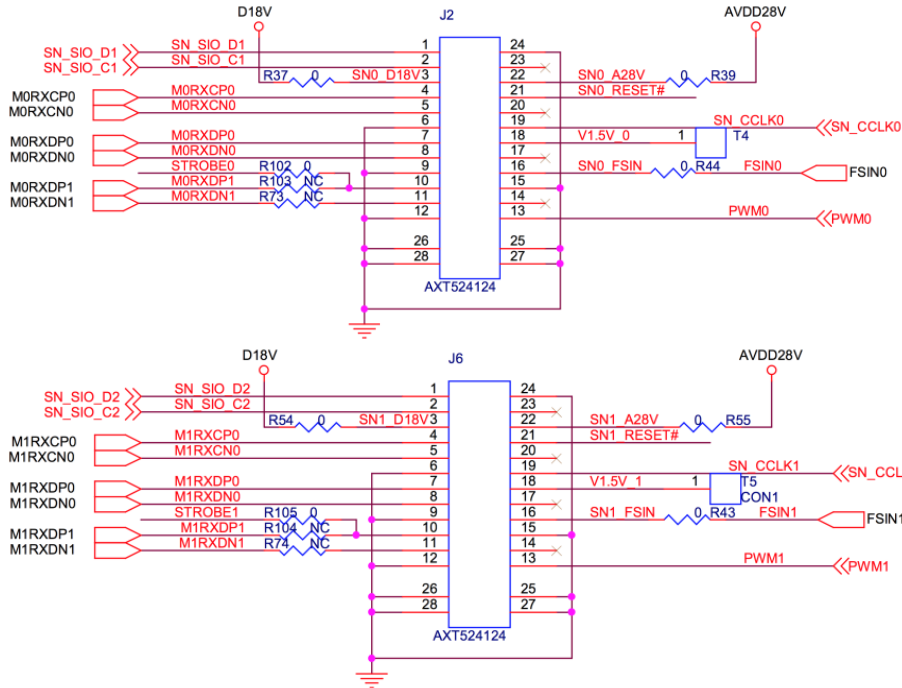 D18V J2 AVDD28V
SN_SIO_D1 SN_SIO_D1 1 24
SN_SIO_C1 SN_SIO_C1 2 23
R37 0 SN0_D18V 3 22 SN0_A28V 0 R39
M0RXCP0 M0RXCP0 4 21 SN0_RESET#
M0RXCN0 M0RXCN0 5 20
6 19 SN_CCLK0 SN_CCLK0
M0RXDP0 M0RXDP0 7 18 V1.5V_0 1 T4
M0RXDN0 M0RXDN0 8 17
STROBE0 R102 0 9 16 SN0_FSIN 0 R44 FSIN0 FSIN0
M0RXDP1 M0RXDP1 R103 NC 10 15
M0RXDN1 M0RXDN1 R73 NC 11 14
12 13 PWM0 PWM0
26 25
28 27
AXT524124
D18V J6 AVDD28V
SN_SIO_D2 SN_SIO_D2 1 24
SN_SIO_C2 SN_SIO_C2 2 23
R54 0 SN1_D18V 3 22 SN1_A28V 0 R55
M1RXCP0 M1RXCP0 4 21 SN1_RESET#
M1RXCN0 M1RXCN0 5 20
6 19 SN_CCLK1 SN_CCL
M1RXDP0 M1RXDP0 7 18 V1.5V_1 1 T5
M1RXDN0 M1RXDN0 8 17 CON1
STROBE1 R105 0 9 16 SN1_FSIN 0 R43 FSIN1 FSIN1
M1RXDP1 M1RXDP1 R104 NC 10 15
M1RXDN1 M1RXDN1 R74 NC 11 14
12 13 PWM1 PWM1
26 25
28 27
AXT524124